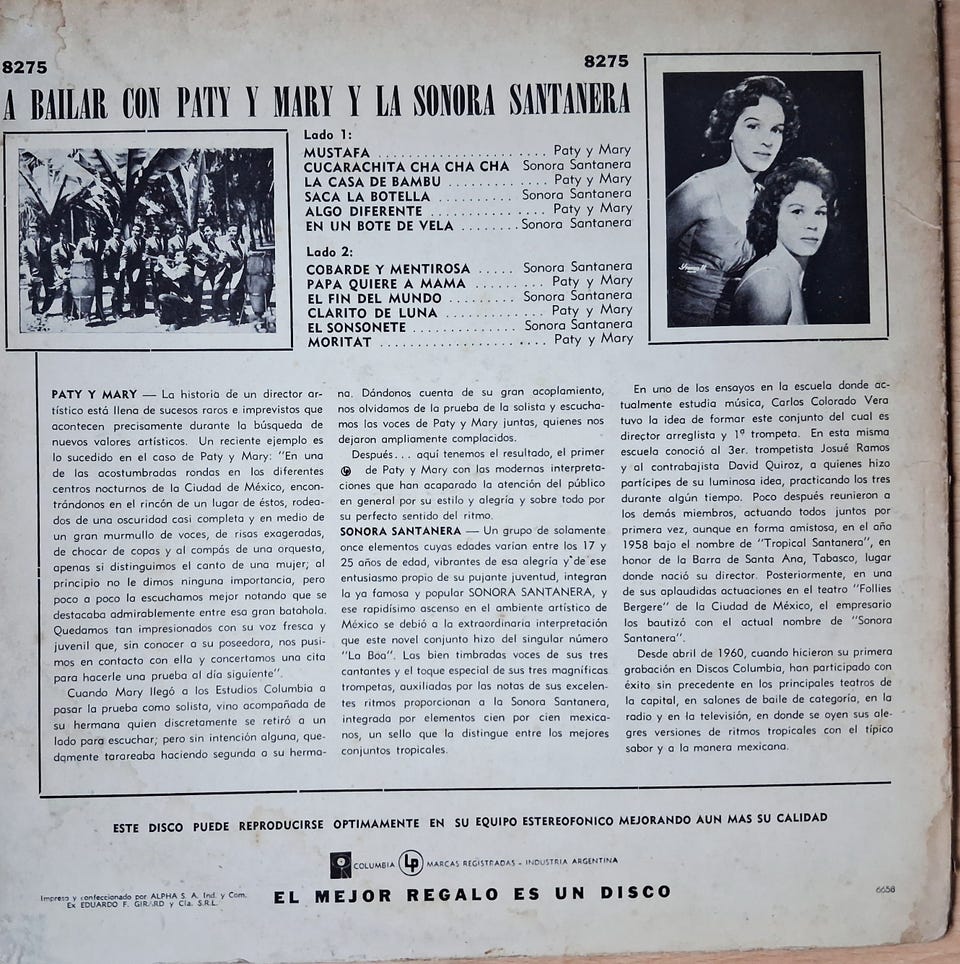 8275
8275
A BAILAR CON PATY Y MARY Y LA SONORA SANTANERA
Lado 1:
MUSTAFA . . . . . . . . . . . . . . . . . . . . . Paty y Mary
CUCARACHITA CHA CHA CHA Sonora Santanera
LA CASA DE BAMBU . . . . . . . . . . . . Paty y Mary
SACA LA BOTELLA . . . . . . . . . . Sonora Santanera
ALGO DIFERENTE . . . . . . . . . . . . . . Paty y Mary
EN UN BOTE DE VELA . . . . . . . . Sonora Santanera
Lado 2:
COBARDE Y MENTIROSA . . . . . Sonora Santanera
PAPA QUIERE A MAMA . . . . . . . . . Paty y Mary
EL FIN DEL MUNDO . . . . . . . . . Sonora Santanera
CLARITO DE LUNA . . . . . . . . . . . . . Paty y Mary
EL SONSONETE . . . . . . . . . . . . . . Sonora Santanera
MORITAT . . . . . . . . . . . . . . . . . . . . . Paty y Mary
PATY Y MARY — La historia de un director ar-
tístico está llena de sucesos raros e imprevistos que
acontecen precisamente durante la búsqueda de
nuevos valores artísticos. Un reciente ejemplo es
lo sucedido en el caso de Paty y Mary: "En una
de las acostumbradas rondas en los diferentes
centros nocturnos de la Ciudad de México, encon-
trándonos en el rincón de un lugar de éstos, rodea-
dos de una oscuridad casi completa y en medio de
un gran murmullo de voces, de risas exageradas,
de chocar de copas y al compás de una orquesta,
apenas si distinguimos el canto de una mujer; al
principio no le dimos ninguna importancia, pero
poco a poco la escuchamos mejor notando que se
destacaba admirablemente entre esa gran batahola.
Quedamos tan impresionados con su voz fresca y
juvenil que, sin conocer a su poseedora, nos pusi-
mos en contacto con ella y concertamos una cita
para hacerle una prueba al día siguiente".
Cuando Mary llegó a los Estudios Columbia a
pasar la prueba como solista, vino acompañada de
su hermana quien discretamente se retiró a un
lado para escuchar; pero sin intención alguna, que-
damente tarareaba haciendo segunda a su herma-
na. Dándonos cuenta de su gran acoplamiento,
nos olvidamos de la prueba de la solista y escucha-
mos las voces de Paty y Mary juntas, quienes nos
dejaron ampliamente complacidos.
Después... aquí tenemos el resultado, el primer
LP de Paty y Mary con las modernas interpreta-
ciones que han acaparado la atención del público
en general por su estilo y alegría y sobre todo por
su perfecto sentido del ritmo.
SONORA SANTANERA — Un grupo de solamente
once elementos cuyas edades varian entre los 17 y
25 años de edad, vibrantes de esa alegría y de ese
entusiasmo propio de su pujante juventud, integran
la ya famosa y popular SONORA SANTANERA, y
ese rapidísimo ascenso en el ambiente artístico de
México se debió a la extraordinaria interpretación
que este novel conjunto hizo del singular número
"La Boa". Las bien timbradas voces de sus tres
cantantes y el toque especial de sus tres magníficas
trompetas, auxiliadas por las notas de sus excelen-
tes ritmos proporcionan a la Sonora Santanera,
integrada por elementos cien por cien mexica-
nos, un sello que la distingue entre los mejores
conjuntos tropicales.
En uno de los ensayos en la escuela donde ac-
tualmente estudia música, Carlos Colorado Vera
tuvo la idea de formar este conjunto del cual es
director arreglista y 1ª trompeta. En esta misma
escuela conoció al 3er. trompetista Josué Ramos
y al contrabajista David Quiroz, a quienes hizo
partícipes de su luminosa idea, practicando los tres
durante algún tiempo. Poco después reunieron a
los demás miembros, actuando todos juntos por
primera vez, aunque en forma amistosa, en el año
1958 bajo el nombre de "Tropical Santanera", en
honor de la Barra de Santa Ana, Tabasco, lugar
donde nació su director. Posteriormente, en una
de sus aplaudidas actuaciones en el teatro "Follies
Bergere" de la Ciudad de México, el empresario
los bautizó con el actual nombre de "Sonora
Santanera".
Desde abril de 1960, cuando hicieron su primera
grabación en Discos Columbia, han participado con
éxito sin precedente en los principales teatros de
la capital, en salones de baile de categoría, en la
radio y en la televisión, en donde se oyen sus ale-
gres versiones de ritmos tropicales con el típico
sabor y a la manera mexicana.
ESTE DISCO PUEDE REPRODUCIRSE OPTIMAMENTE EN SU EQUIPO ESTEREOFONICO MEJORANDO AUN MAS SU CALIDAD
COLUMBIA LP MARCAS REGISTRADAS - INDUSTRIA ARGENTINA
Impreso y confeccionado por ALPHA S. A. Ind. y Com.
Ex EDUARDO F. GIRARD y Cía. S.R.L.
EL MEJOR REGALO ES UN DISCO
6658